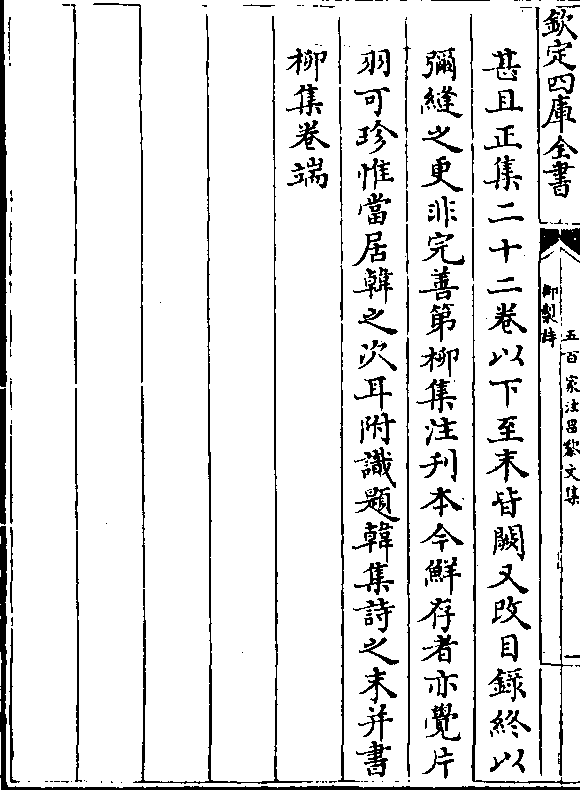 欽定四庫全書
御製詩
五百家注昌黎文集
甚且正集二十二卷以下至末皆闕又改目錄終以
彌縫之更非完善第柳集注刋本今鮮存者亦覺片
羽可珍惟當居韓之次耳附識題韓集詩之末并書
柳集卷端